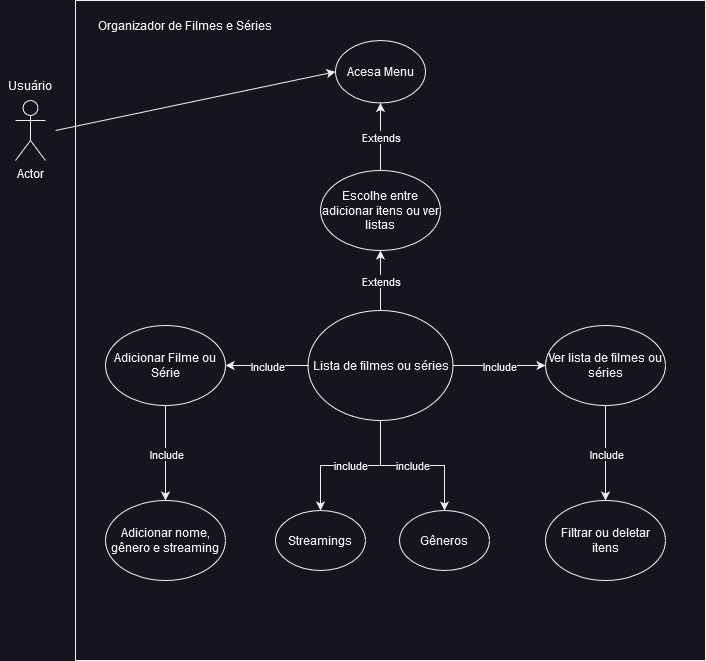 Organizador de Filmes e Séries
Usuário
Actor
Acesa Menu
Extends
Escolhe entre
adicionar itens ou ver
listas
Extends
Adicionar Filme ou
Série
Include
Lista de filmes ou séries
Include
Ver lista de filmes ou
séries
Include
include
include
Include
Adicionar nome,
gênero e streaming
Streamings
Gêneros
Filtrar ou deletar
itens